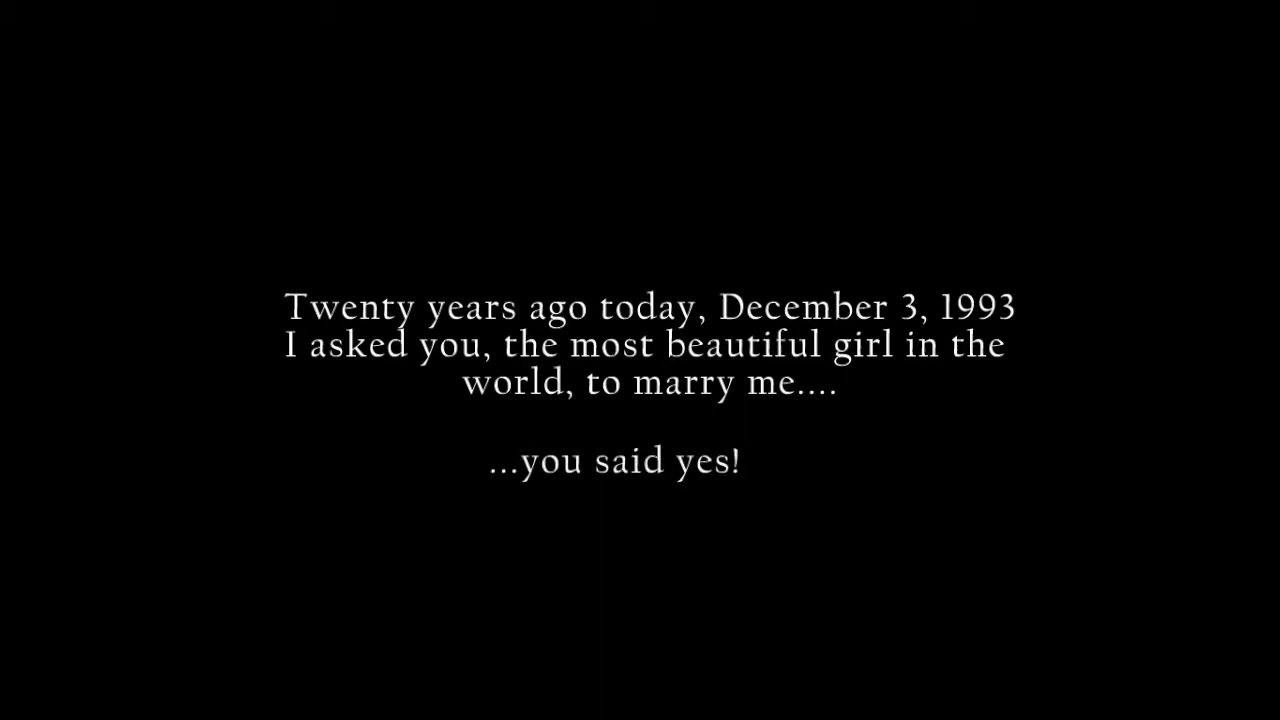 Twenty years ago today, December 3, 1993
I asked you, the most beautiful girl in the
world, to marry me....
...you said yes!